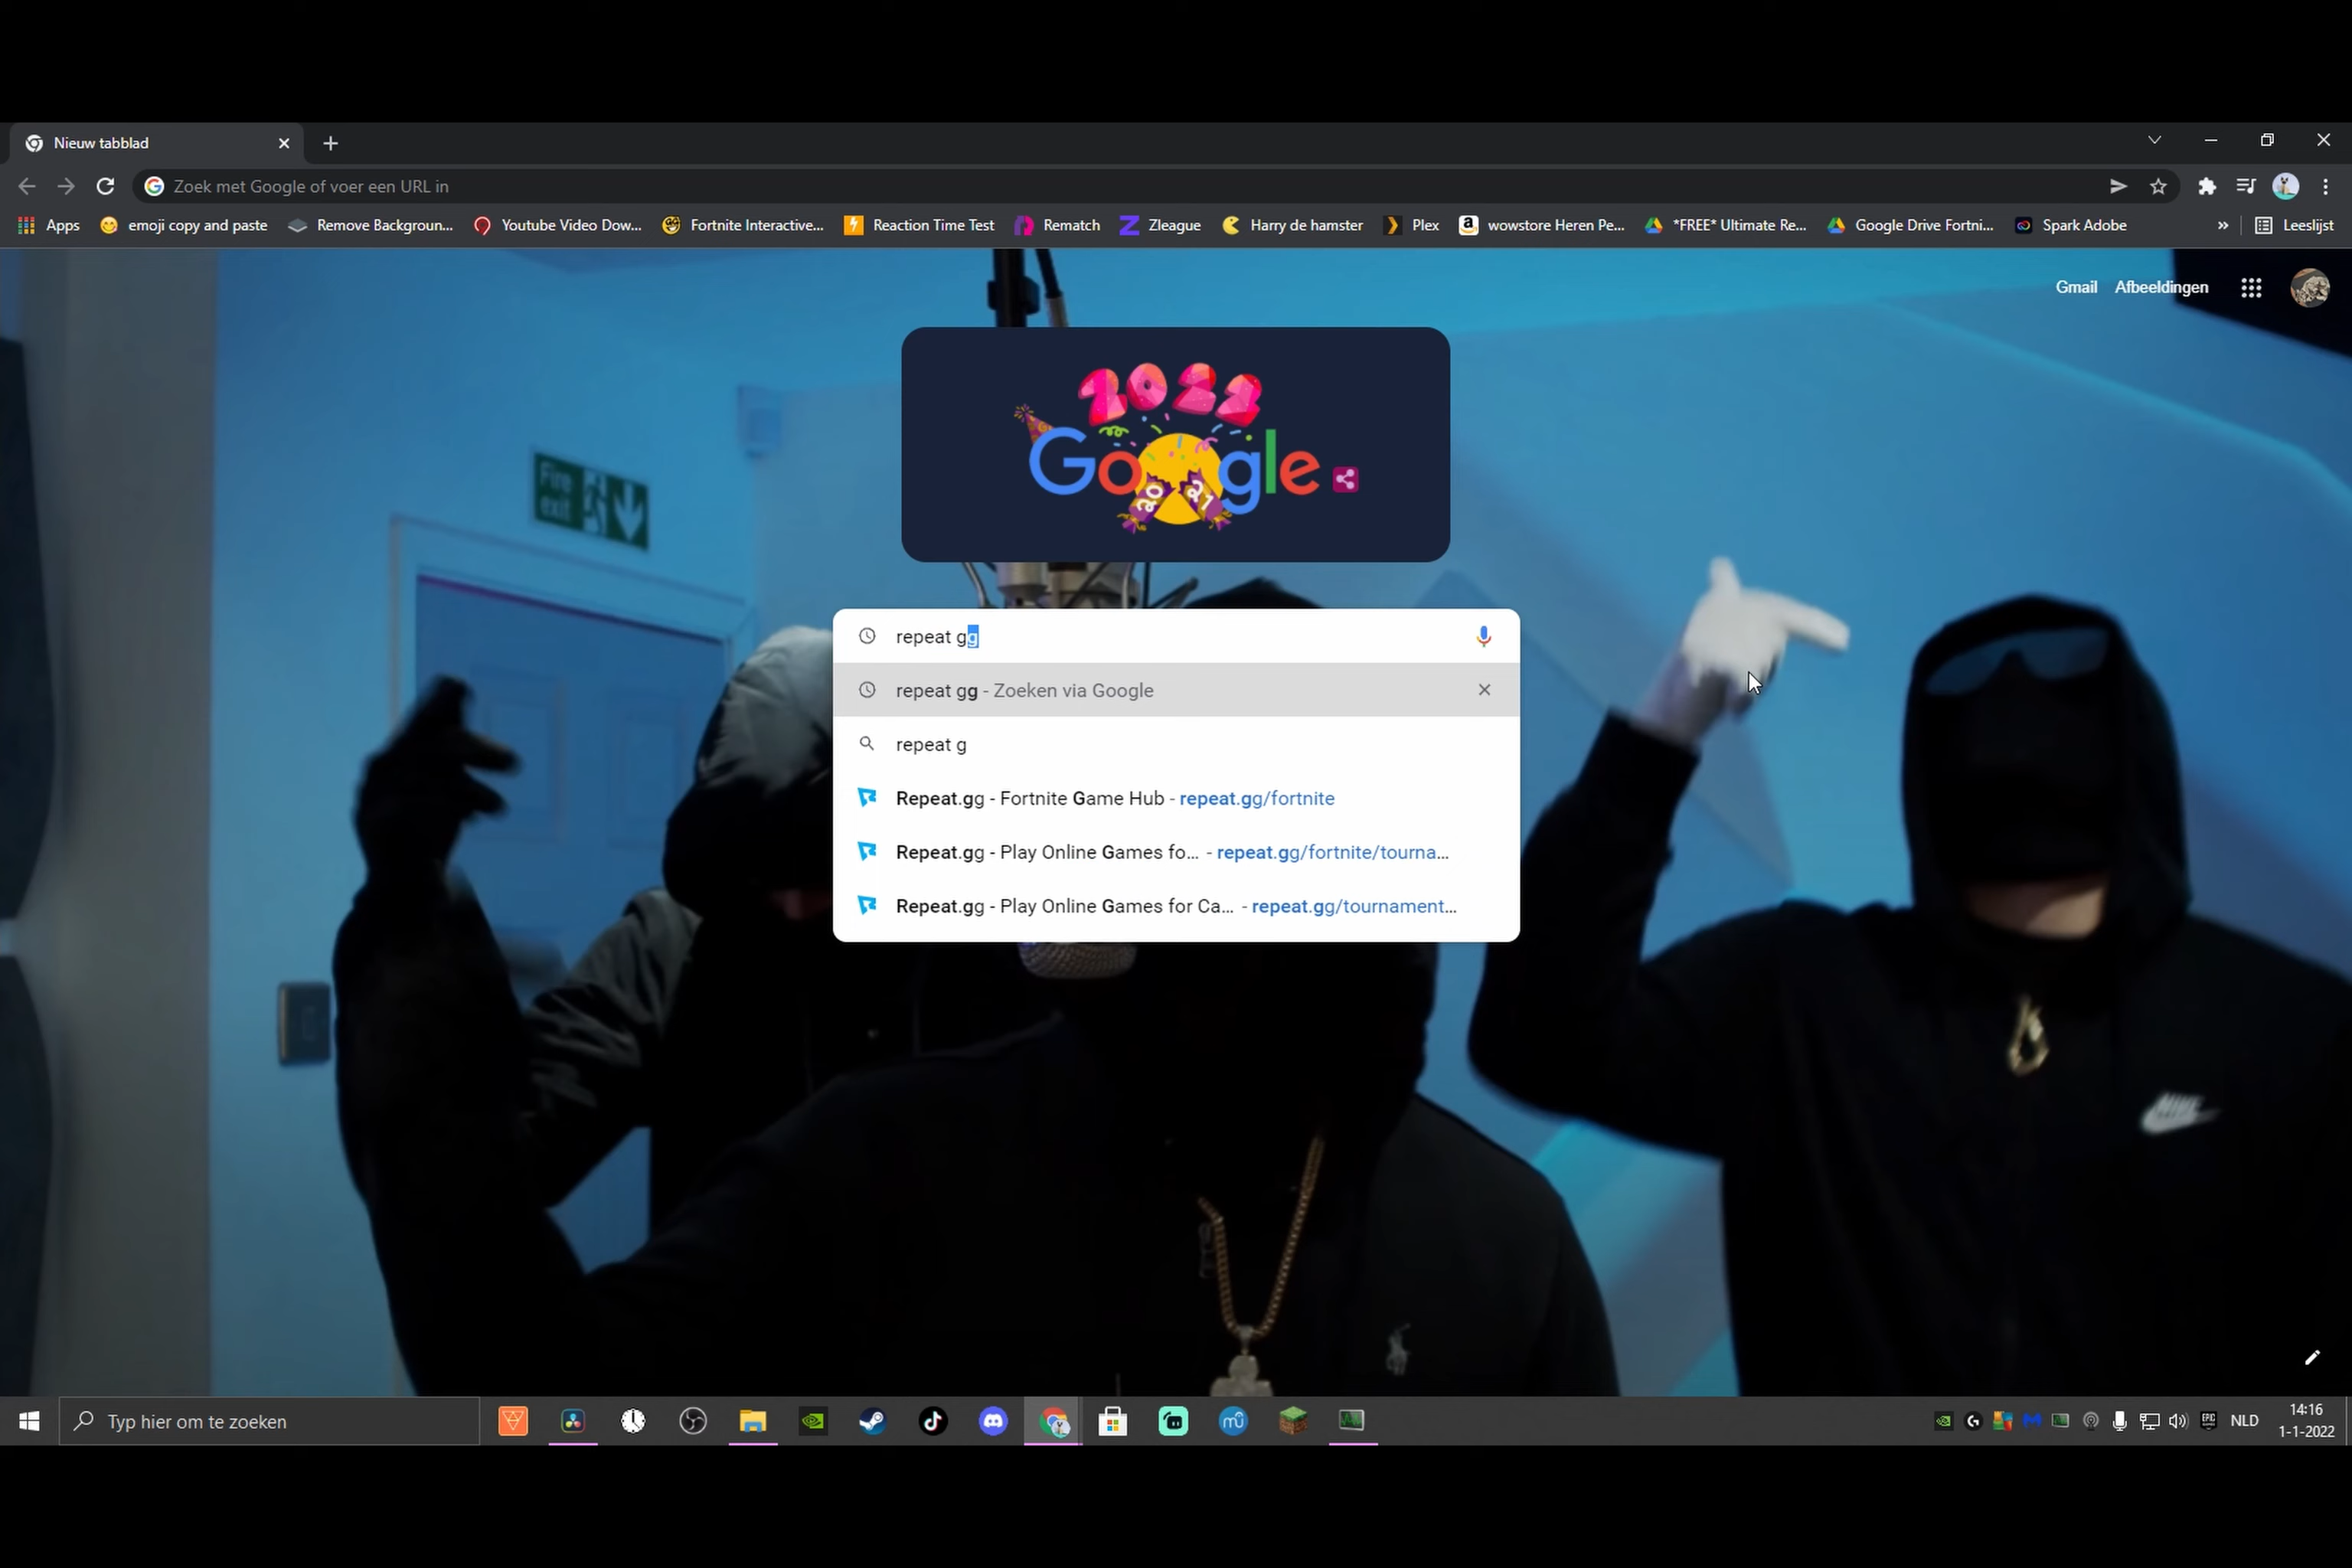 Nieuw tabblad
Zoek met Google of voer een URL in
Apps emoji copy and paste Remove Backgroun... Youtube Video Dow... Fortnite Interactive... Reaction Time Test Rematch Zleague Harry de hamster Plex wowstore Heren Pe... *FREE* Ultimate Re... Google Drive Fortni... Spark Adobe » Leeslijst
Gmail Afbeeldingen
2022
Google
20 21
Fire
exit
repeat gg
repeat gg - Zoeken via Google
repeat g
Repeat.gg - Fortnite Game Hub - repeat.gg/fortnite
Repeat.gg - Play Online Games fo... - repeat.gg/fortnite/tourna...
Repeat.gg - Play Online Games for Ca... - repeat.gg/tournament...
NIKE
Typ hier om te zoeken
mū
EPIC
NLD
14:16
1-1-2022